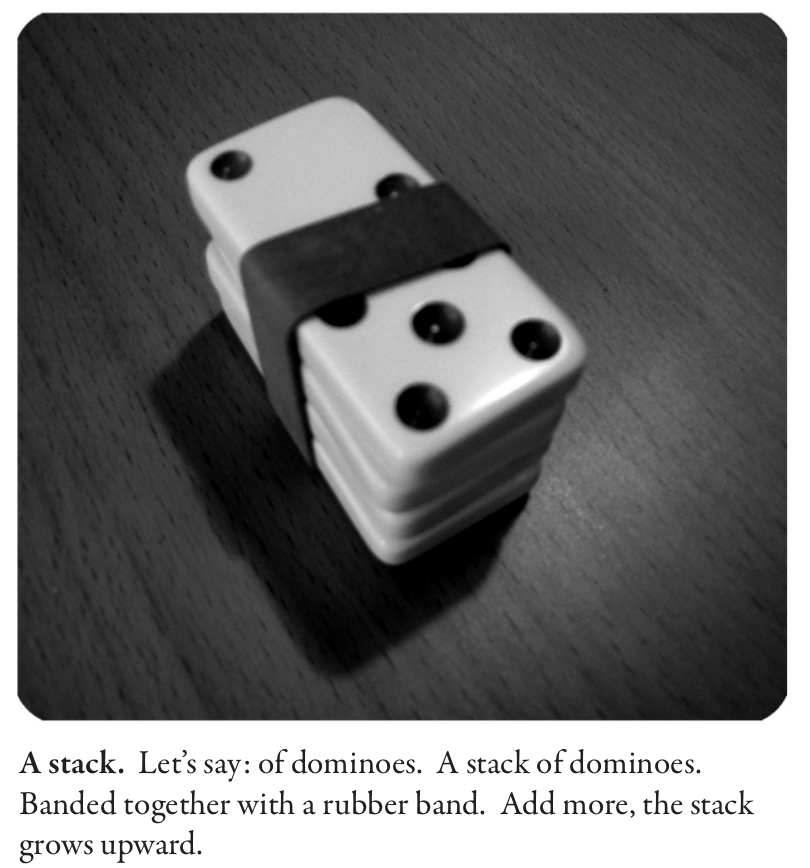 A stack. Let’s say: of dominoes. A stack of dominoes.
Banded together with a rubber band. Add more, the stack
grows upward.